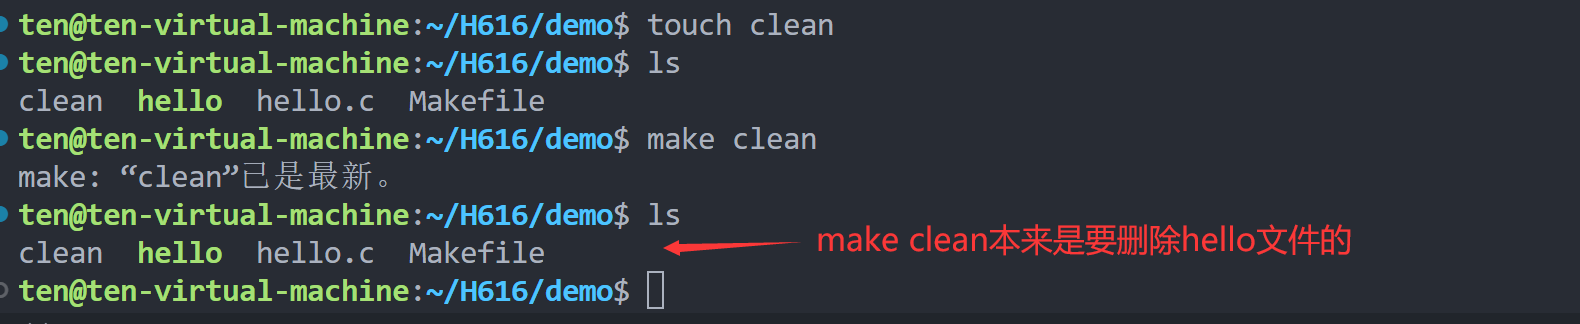 ten@ten-virtual-machine:~/H616/demo$ touch clean
ten@ten-virtual-machine:~/H616/demo$ ls
clean  hello  hello.c  Makefile
ten@ten-virtual-machine:~/H616/demo$ make clean
make: “clean”已是最新。
ten@ten-virtual-machine:~/H616/demo$ ls
clean  hello  hello.c  Makefile
make clean本来是要删除hello文件的
ten@ten-virtual-machine:~/H616/demo$